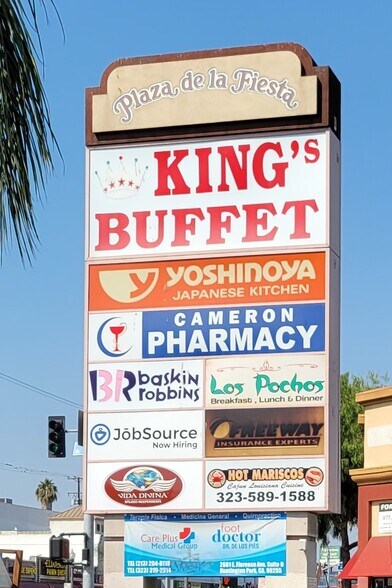 Plaza de la Fiesta
KING'S
BUFFET
YOSHINOYA
JAPANESE KITCHEN
CAMERON
PHARMACY
BR baskin
robbins
Los Pochos
Breakfast, Lunch & Dinner
JobSource
Now Hiring
FREEWAY
INSURANCE EXPERTS
VIDA DIVINA
HOT MARISCOS
Cajun Louisiana Cuisine
323-589-1588
Terapia Fisica
Medicina General
Quiropractico
Care Plus
Medical Group
foot
doctor
DR. DE LOS PIES
FOR